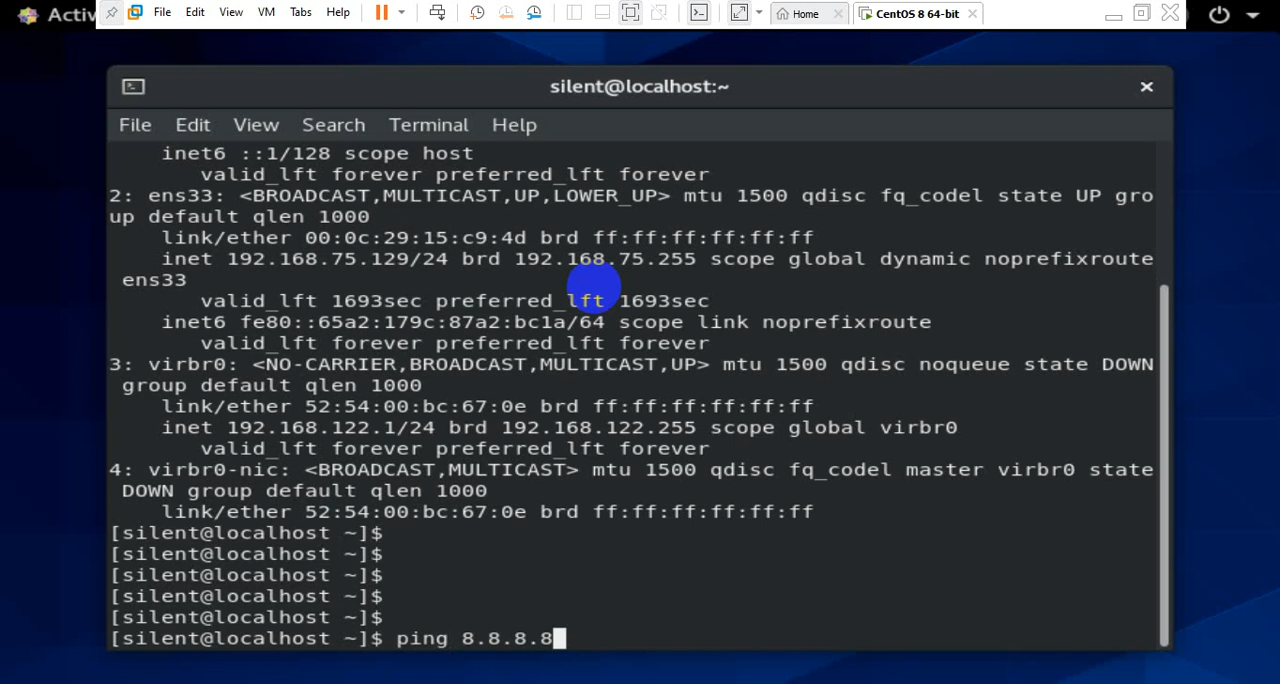 Activ
File Edit View VM Tabs Help
Home
CentOS 8 64-bit
silent@localhost:~
File Edit View Search Terminal Help
inet6 ::1/128 scope host
valid_lft forever preferred_lft forever
2: ens33: <BROADCAST,MULTICAST,UP,LOWER_UP> mtu 1500 qdisc fq_codel state UP gro
up default qlen 1000
link/ether 00:0c:29:15:c9:4d brd ff:ff:ff:ff:ff:ff
inet 192.168.75.129/24 brd 192.168.75.255 scope global dynamic noprefixroute
ens33
valid_lft 1693sec preferred_lft 1693sec
inet6 fe80::65a2:179c:87a2:bc1a/64 scope link noprefixroute
valid_lft forever preferred_lft forever
3: virbr0: <NO-CARRIER,BROADCAST,MULTICAST,UP> mtu 1500 qdisc noqueue state DOWN
group default qlen 1000
link/ether 52:54:00:bc:67:0e brd ff:ff:ff:ff:ff:ff
inet 192.168.122.1/24 brd 192.168.122.255 scope global virbr0
valid_lft forever preferred_lft forever
4: virbr0-nic: <BROADCAST,MULTICAST> mtu 1500 qdisc fq_codel master virbr0 state
DOWN group default qlen 1000
link/ether 52:54:00:bc:67:0e brd ff:ff:ff:ff:ff:ff
[silent@localhost ~]$
[silent@localhost ~]$
[silent@localhost ~]$
[silent@localhost ~]$
[silent@localhost ~]$
[silent@localhost ~]$ ping 8.8.8.8